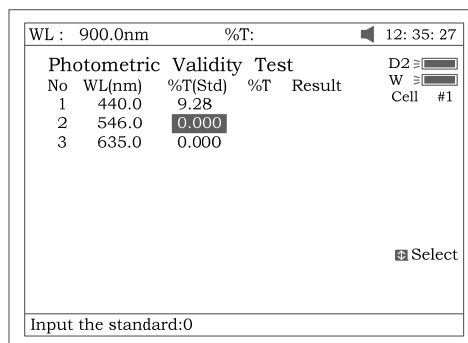 WL : 900.0nm %T: 12: 35: 27
Photometric Validity Test
D2
No WL(nm) %T(Std) %T Result
W
1 440.0 9.28
Cell #1
2 546.0 0.000
3 635.0 0.000
Select
Input the standard:0